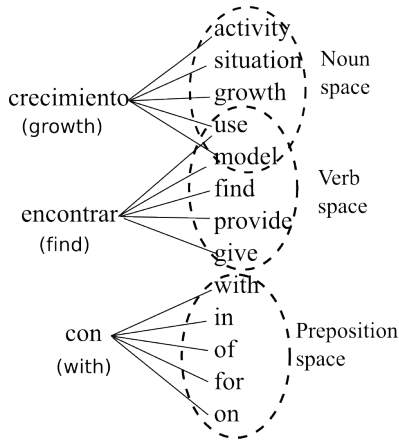 activity
situation
Noun
space
growth
crecimiento
(growth)
use
model
Verb
space
find
encontrar
provide
(find)
give
with
in
con
Preposition
space
of
(with)
for
on